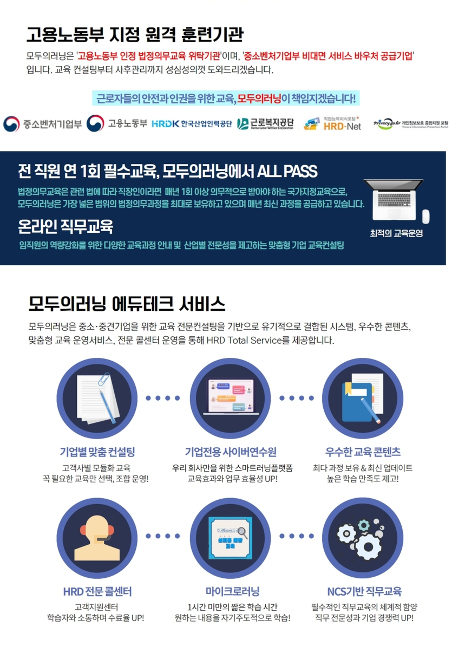 고용노동부 지정 원격 훈련기관
모두의러닝은 '고용노동부 인정 법정의무교육 위탁기관'이며, '중소벤처기업부 비대면 서비스 바우처 공급기업'
입니다. 교육 컨설팅부터 사후관리까지 성심성의껏 도와드리겠습니다.
근로자들의 안전과 인권을 위한 교육, 모두의러닝이 책임지겠습니다!
중소벤처기업부 고용노동부 HRDK 한국산업인력공단 근로복지공단 HRD-Net
전 직원 연 1회 필수교육, 모두의러닝에서 ALL PASS
법정의무교육은 관련 법에 따라 직장인이라면 매년 1회 이상 의무적으로 받아야 하는 국가지정교육으로,
모두의러닝은 가장 넓은 범위의 법정의무과정을 최대로 보유하고 있으며 매년 최신 과정을 공급하고 있습니다.
최적의 교육운영
온라인 직무교육
임직원의 역량강화를 위한 다양한 교육과정 안내 및 산업별 전문성을 제고하는 맞춤형 기업 교육컨설팅
모두의러닝 에듀테크 서비스
모두의러닝은 중소·중견기업을 위한 교육 전문컨설팅을 기반으로 유기적으로 결합된 시스템, 우수한 콘텐츠,
맞춤형 교육 운영서비스, 전문 콜센터 운영을 통해 HRD Total Service를 제공합니다.
기업별 맞춤 컨설팅 기업전용 사이버연수원 우수한 교육 콘텐츠
고객사별 모듈화 교육 우리 회사만을 위한 스마트러닝플랫폼 최다 과정 보유 & 최신 업데이트
꼭 필요한 교육만 선택, 조합 운영! 교육효과와 업무 효율성 UP! 높은 학습 만족도 제고!
HRD 전문 콜센터 마이크로러닝 NCS기반 직무교육
고객지원센터 1시간 미만의 짧은 학습 시간 필수적인 직무교육의 체계적 함양
학습자와 소통하며 수료율 UP! 원하는 내용을 자기주도적으로 학습! 직무 전문성과 기업 경쟁력 UP!